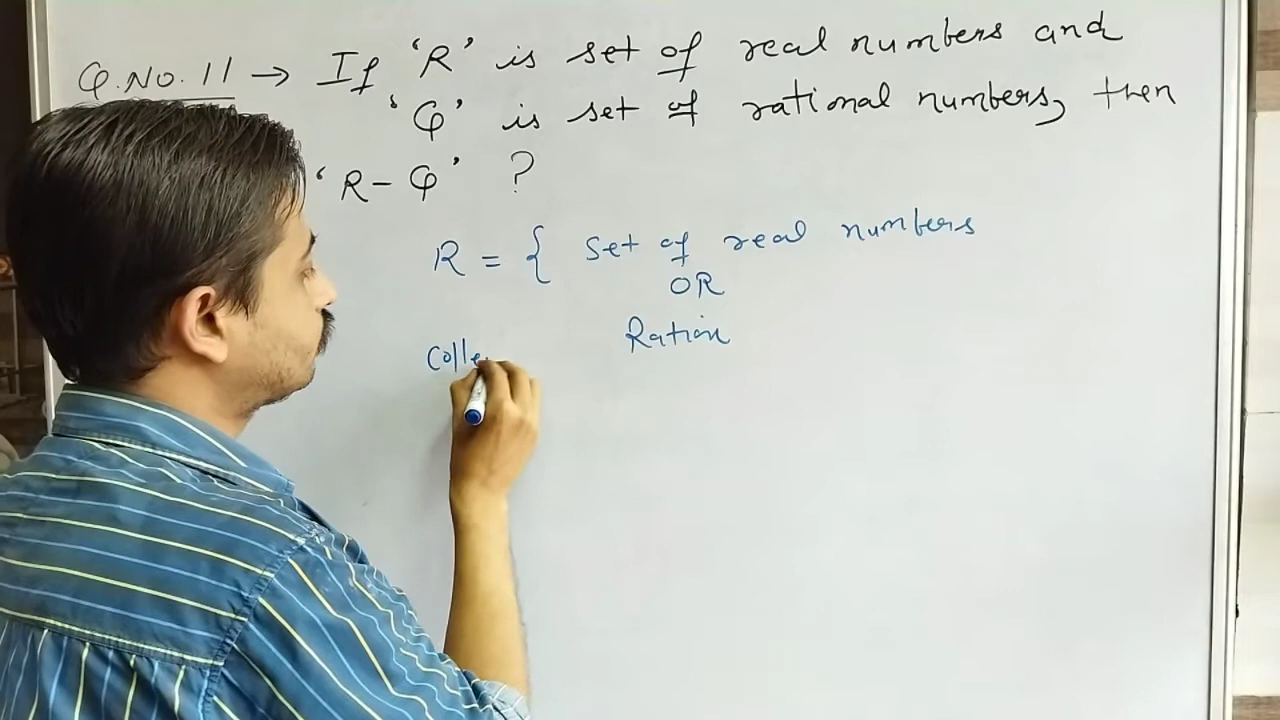 Q.No. 11 → If 'R' is set of real numbers and
'Q' is set of rational numbers, then
'R-Q' ?
R = { set of real numbers
OR
Ration
Colle